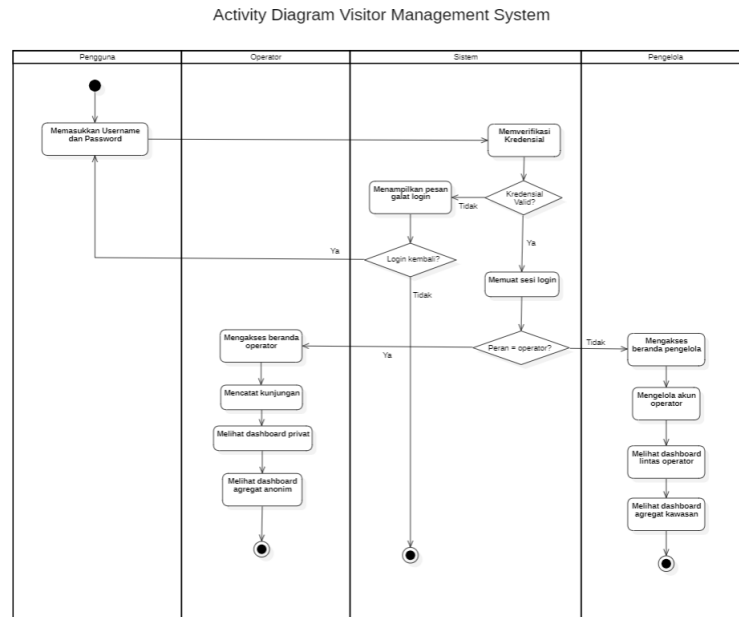 Activity Diagram Visitor Management System
Pengguna
Operator
Sistem
Pengelola
Memasukkan Username
dan Password
Memverifikasi
Kredensial
Menampilkan pesan
galat login
Kredensial
Valid?
Tidak
Ya
Login kembali?
Ya
Tidak
Memuat sesi login
Mengakses beranda
operator
Ya
Peran = operator?
Tidak
Mengakses
beranda pengelola
Mencatat kunjungan
Mengelola akun
operator
Melihat dashboard privat
Melihat dashboard
lintas operator
Melihat dashboard
agregat anonim
Melihat dashboard
agregat kawasan